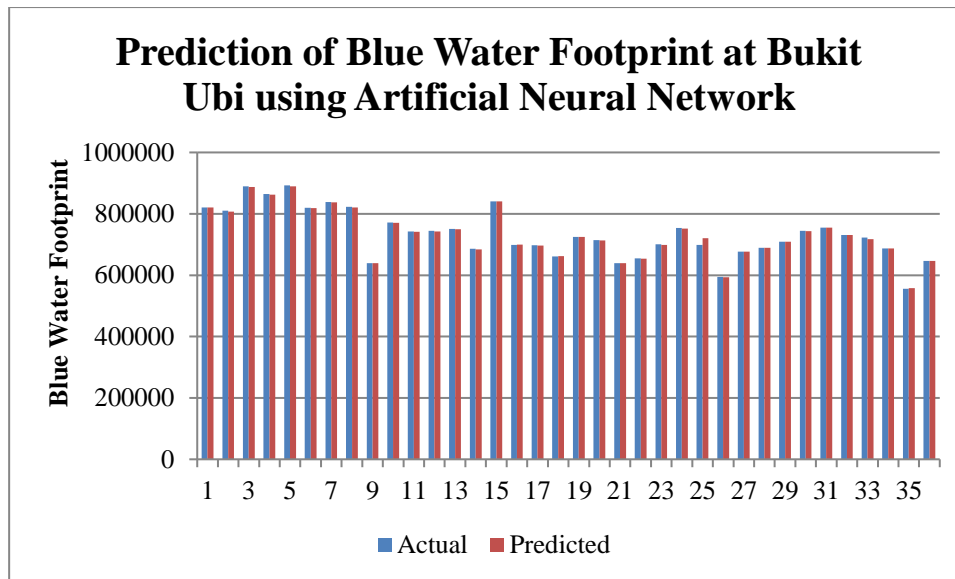 Prediction of Blue Water Footprint at Bukit
Ubi using Artificial Neural Network
Blue Water Footprint
1000000
800000
600000
400000
200000
0
1 3 5 7 9 11 13 15 17 19 21 23 25 27 29 31 33 35
Actual Predicted